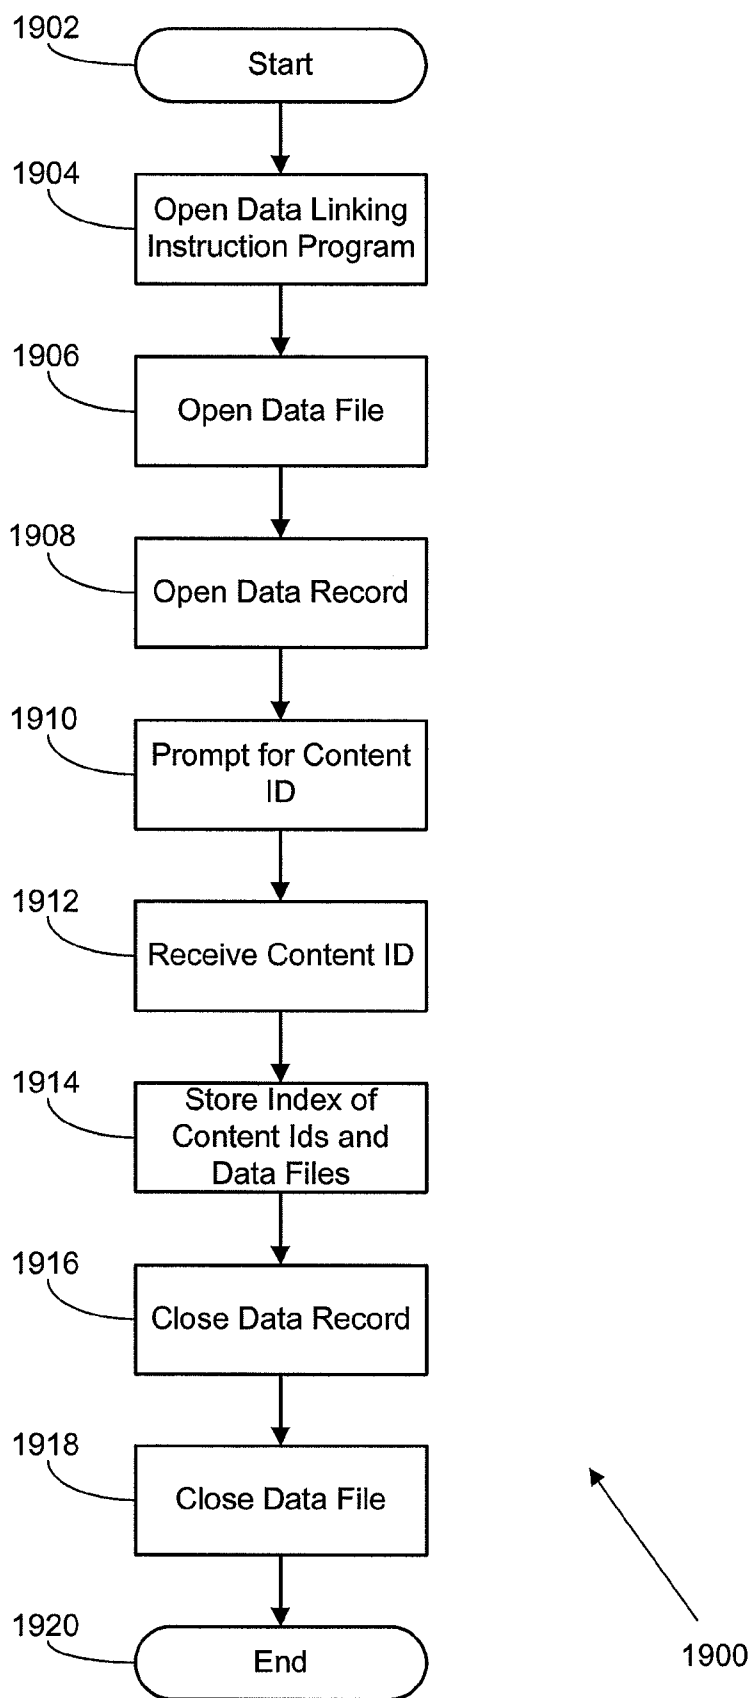 1902
Start
1904
Open Data Linking
Instruction Program
1906
Open Data File
1908
Open Data Record
1910
Prompt for Content
ID
1912
Receive Content ID
1914
Store Index of
Content Ids and
Data Files
1916
Close Data Record
1918
Close Data File
1920
End
1900